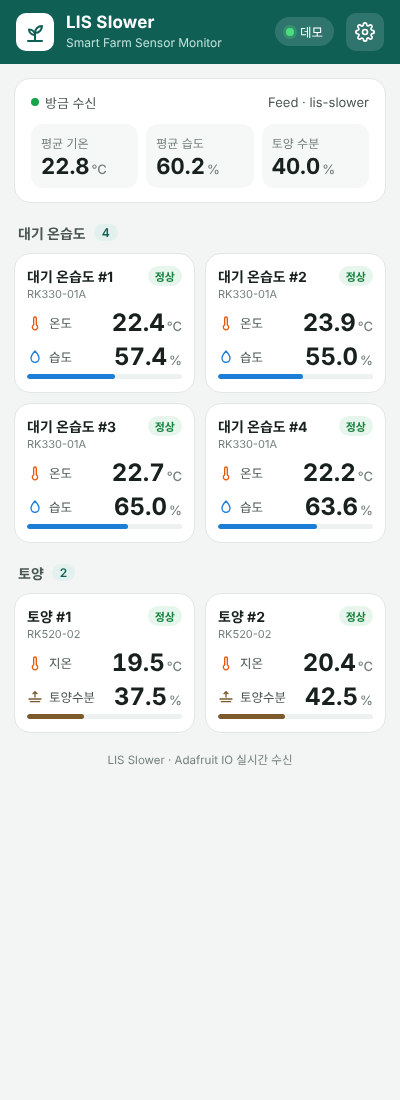 LIS Slower
Smart Farm Sensor Monitor
데모
방금 수신
Feed · lis-slower
평균 기온
22.8 °C
평균 습도
60.2 %
토양 수분
40.0 %
대기 온습도 4
대기 온습도 #1
정상
RK330-01A
온도 22.4 °C
습도 57.4 %
대기 온습도 #2
정상
RK330-01A
온도 23.9 °C
습도 55.0 %
대기 온습도 #3
정상
RK330-01A
온도 22.7 °C
습도 65.0 %
대기 온습도 #4
정상
RK330-01A
온도 22.2 °C
습도 63.6 %
토양 2
토양 #1
정상
RK520-02
지온 19.5 °C
토양수분 37.5 %
토양 #2
정상
RK520-02
지온 20.4 °C
토양수분 42.5 %
LIS Slower · Adafruit IO 실시간 수신